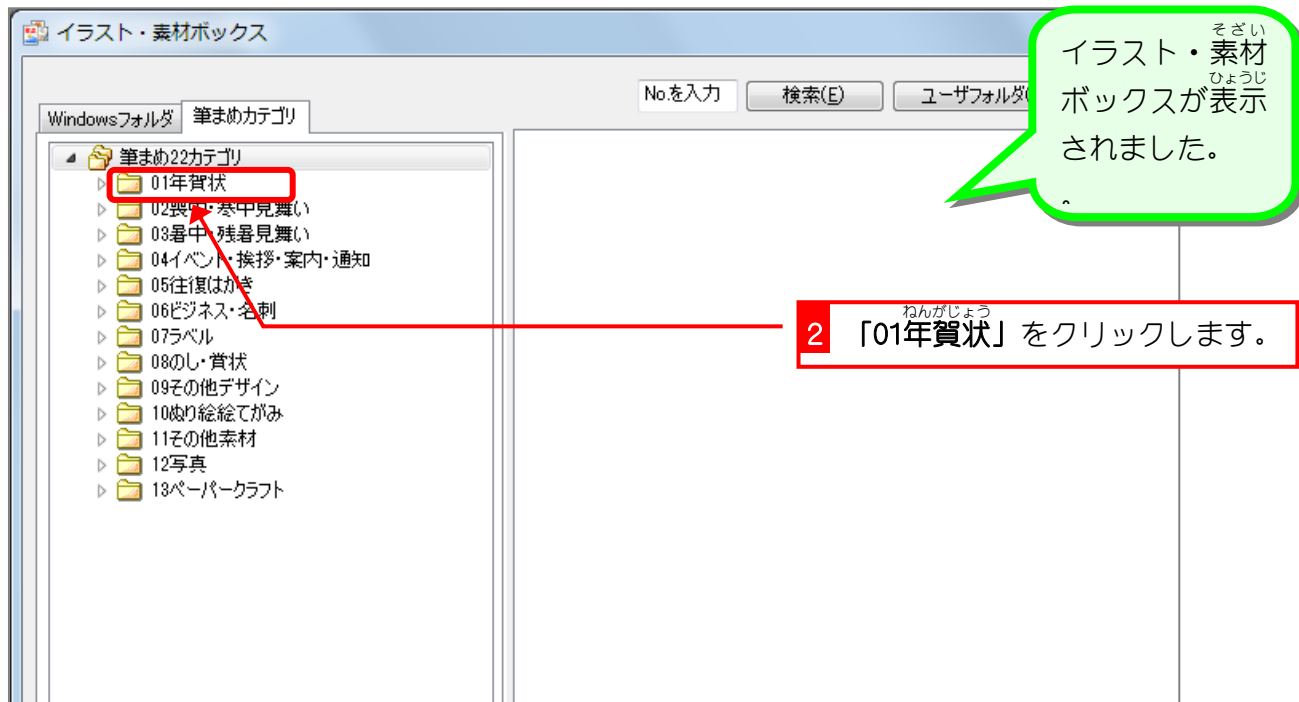 イラスト・素材ボックス
No.を入力 検索(E) ユーザフォルダ(
Windowsフォルダ 筆まめカテゴリ
筆まめ22カテゴリ
01年賀状
02喪中・寒中見舞い
03暑中・残暑見舞い
04イベント・挨拶・案内・通知
05往復はがき
06ビジネス・名刺
07ラベル
08のし・賞状
09その他デザイン
10ぬり絵絵てがみ
11その他素材
12写真
13ペーパークラフト
そざい
イラスト・素材
ひょうじ
ボックスが表示
されました。
。
ねんがじょう
2 「01年賀状」をクリックします。